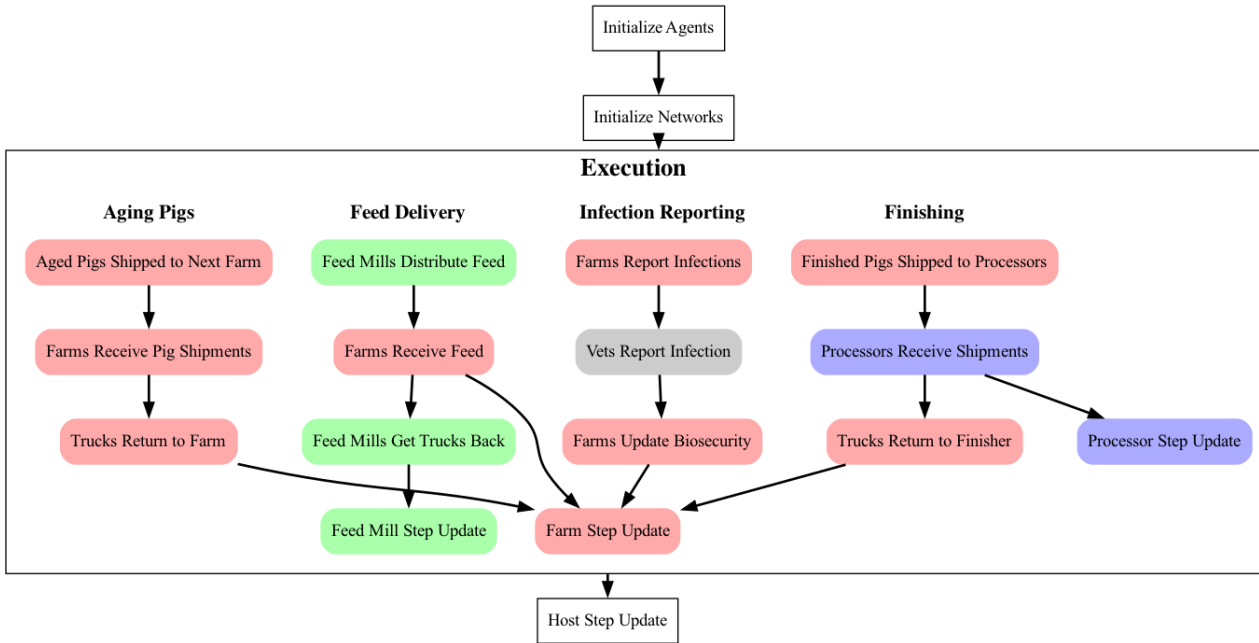 Initialize Agents
Initialize Networks
Execution
Aging Pigs
Feed Delivery
Infection Reporting
Finishing
Aged Pigs Shipped to Next Farm
Feed Mills Distribute Feed
Farms Report Infections
Finished Pigs Shipped to Processors
Farms Receive Pig Shipments
Farms Receive Feed
Vets Report Infection
Processors Receive Shipments
Trucks Return to Farm
Feed Mills Get Trucks Back
Farms Update Biosecurity
Trucks Return to Finisher
Processor Step Update
Feed Mill Step Update
Farm Step Update
Host Step Update